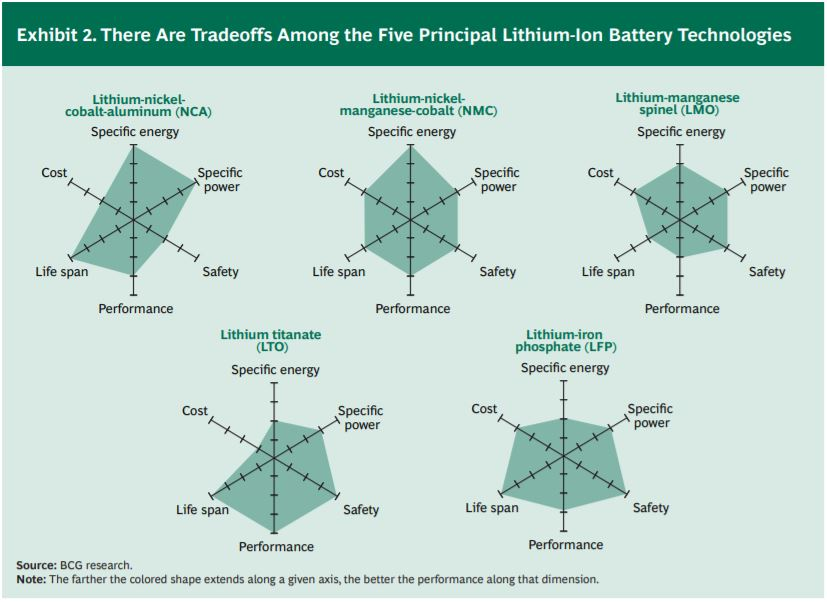 Exhibit 2. There Are Tradeoffs Among the Five Principal Lithium-Ion Battery Technologies
Lithium-nickel-
cobalt-aluminum (NCA)
Specific energy
Cost
Specific
power
Life span
Safety
Performance
Lithium-nickel-
manganese-cobalt (NMC)
Specific energy
Cost
Specific
power
Life span
Safety
Performance
Lithium-manganese
spinel (LMO)
Specific energy
Cost
Specific
power
Life span
Safety
Performance
Lithium titanate
(LTO)
Specific energy
Cost
Specific
power
Life span
Safety
Performance
Lithium-iron
phosphate (LFP)
Specific energy
Cost
Specific
power
Life span
Safety
Performance
Source: BCG research.
Note: The farther the colored shape extends along a given axis, the better the performance along that dimension.